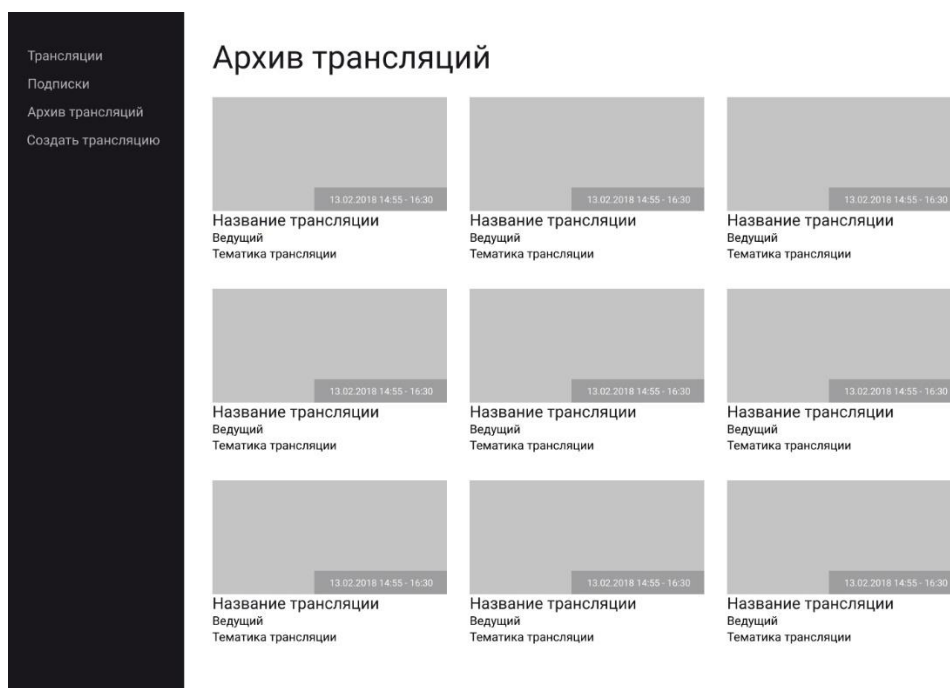 Трансляции
Подписки
Архив трансляций
Создать трансляцию
Архив трансляций
13.02.2018 14:55 - 16:30
13.02.2018 14:55 - 16:30
13.02.2018 14:55 - 16:30
Название трансляции
Ведущий
Тематика трансляции
Название трансляции
Ведущий
Тематика трансляции
Название трансляции
Ведущий
Тематика трансляции
13.02.2018 14:55 - 16:30
13.02.2018 14:55 - 16:30
13.02.2018 14:55 - 16:30
Название трансляции
Ведущий
Тематика трансляции
Название трансляции
Ведущий
Тематика трансляции
Название трансляции
Ведущий
Тематика трансляции
13.02.2018 14:55 - 16:30
13.02.2018 14:55 - 16:30
13.02.2018 14:55 - 16:30
Название трансляции
Ведущий
Тематика трансляции
Название трансляции
Ведущий
Тематика трансляции
Название трансляции
Ведущий
Тематика трансляции